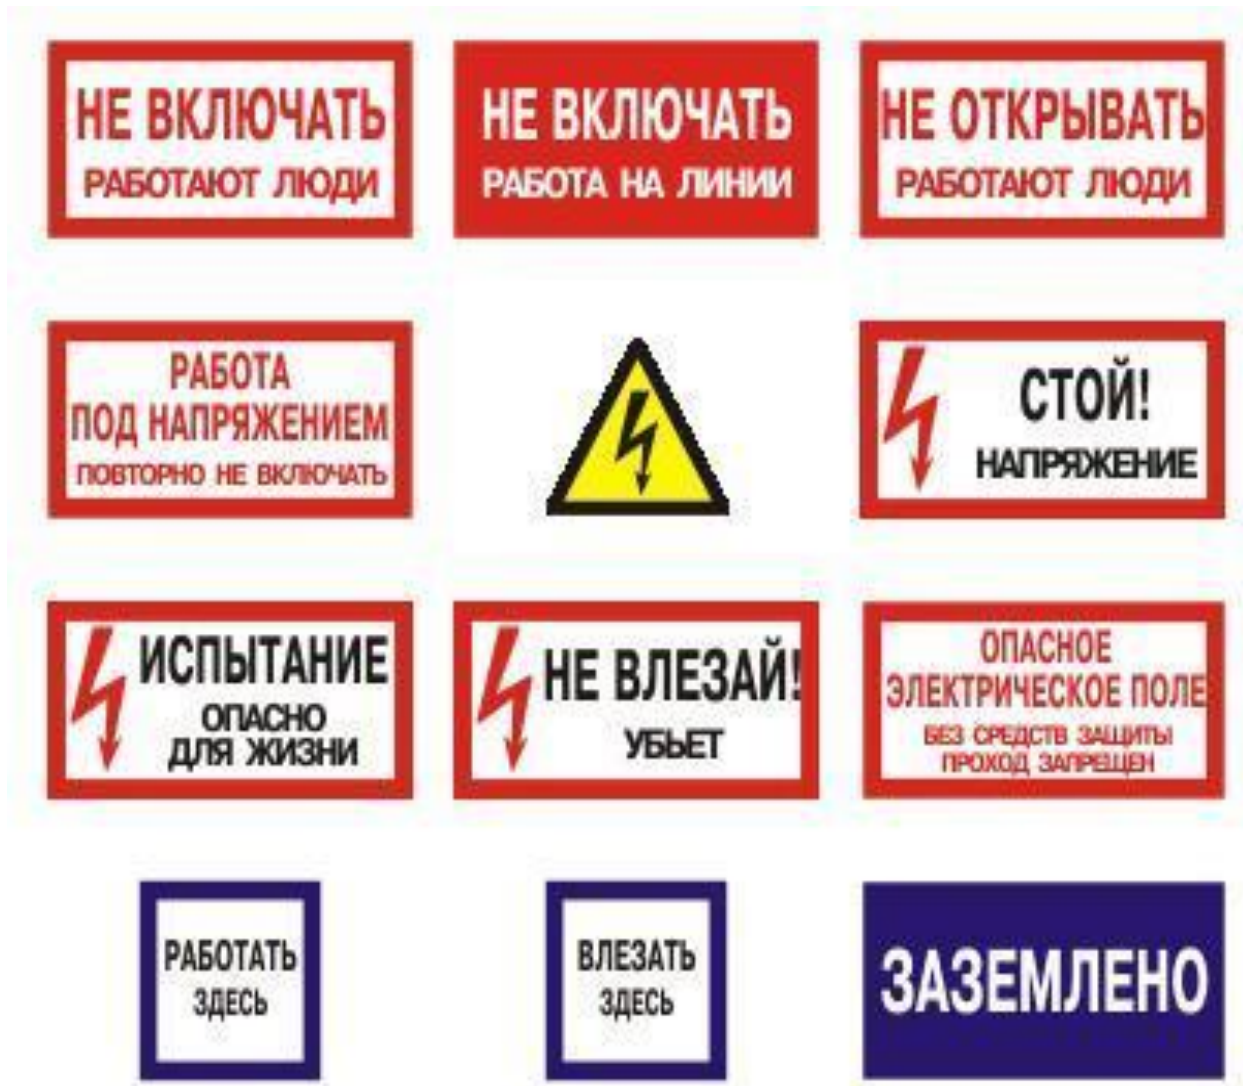 НЕ ВКЛЮЧАТЬ
РАБОТАЮТ ЛЮДИ
НЕ ВКЛЮЧАТЬ
РАБОТА НА ЛИНИИ
НЕ ОТКРЫВАТЬ
РАБОТАЮТ ЛЮДИ
РАБОТА
ПОД НАПРЯЖЕНИЕМ
ПОВТОРНО НЕ ВКЛЮЧАТЬ
СТОЙ!
НАПРЯЖЕНИЕ
ИСПЫТАНИЕ
ОПАСНО
ДЛЯ ЖИЗНИ
НЕ ВЛЕЗАЙ!
УБЬЕТ
ОПАСНОЕ
ЭЛЕКТРИЧЕСКОЕ ПОЛЕ
БЕЗ СРЕДСТВ ЗАЩИТЫ
ПРОХОД ЗАПРЕЩЕН
РАБОТАТЬ
ЗДЕСЬ
ВЛЕЗАТЬ
ЗДЕСЬ
ЗАЗЕМЛЕНО